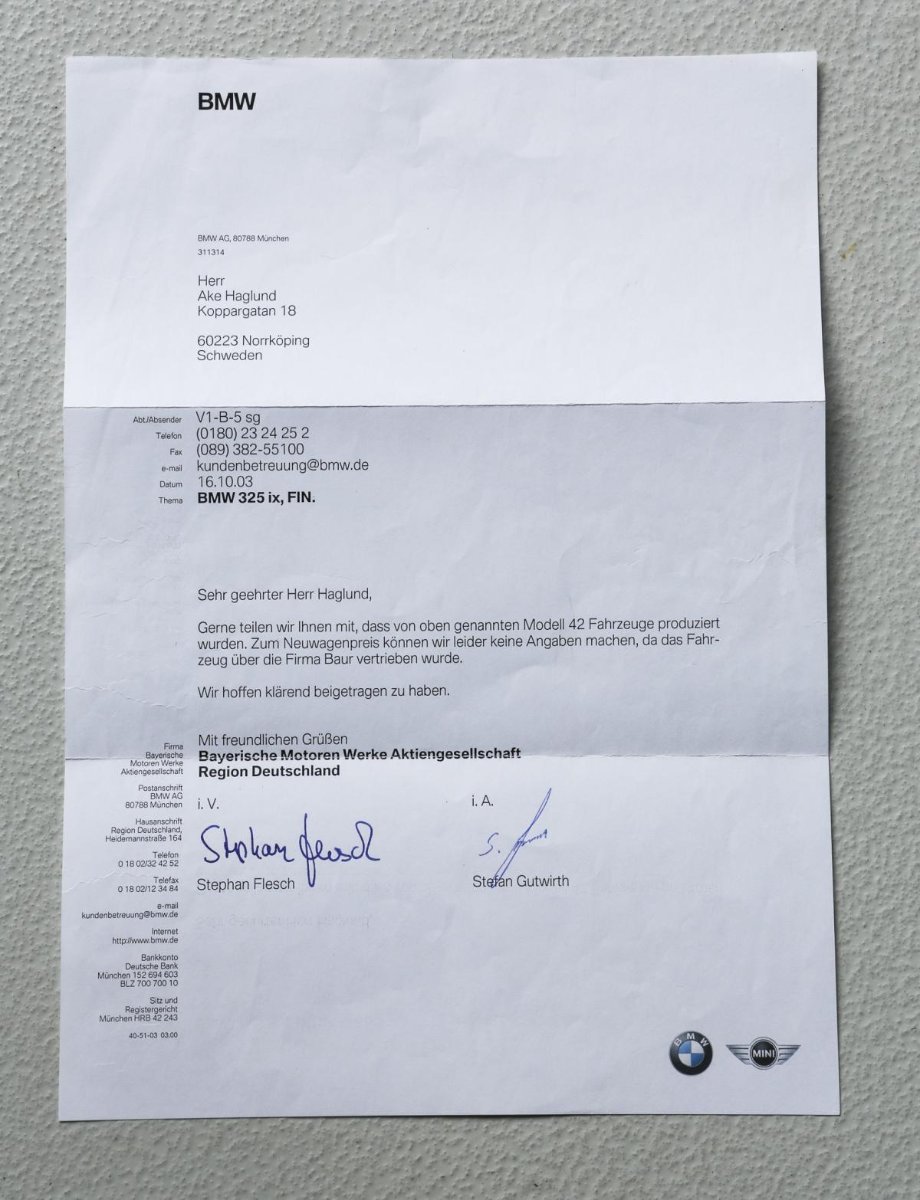 BMW
BMW AG, 80788 München
311314
Herr
Ake Haglund
Koppargatan 18
60223 Norrköping
Schweden
Abt./Absender V1-B-5 sg
Telefon (0180) 23 24 25 2
Fax (089) 382-55100
e-mail kundenbetreuung@bmw.de
Datum 16.10.03
Thema BMW 325 ix, FIN.
Sehr geehrter Herr Haglund,
Gerne teilen wir Ihnen mit, dass von oben genannten Modell 42 Fahrzeuge produziert
wurden. Zum Neuwagenpreis können wir leider keine Angaben machen, da das Fahr-
zeug über die Firma Baur vertrieben wurde.
Wir hoffen klärend beigetragen zu haben.
Mit freundlichen Grüßen
Bayerische Motoren Werke Aktiengesellschaft
Region Deutschland
i. V.
i. A.
Stephan Flesch
Stephan Flesch
Stefan Gutwirth
Firma
Bayerische
Motoren Werke
Aktiengesellschaft
Postanschrift
BMW AG
80788 München
Hausanschrift
Region Deutschland,
Heidemannstraße 164
Telefon
0 18 02/32 42 52
Telefax
0 18 02/12 34 84
e-mail
kundenbetreuung@bmw.de
Internet
http://www.bmw.de
Bankkonto
Deutsche Bank
München 152 694 603
BLZ 700 700 10
Sitz und
Registergericht
München HRB 42 243
40-51-03 03.00
BMW
MINI